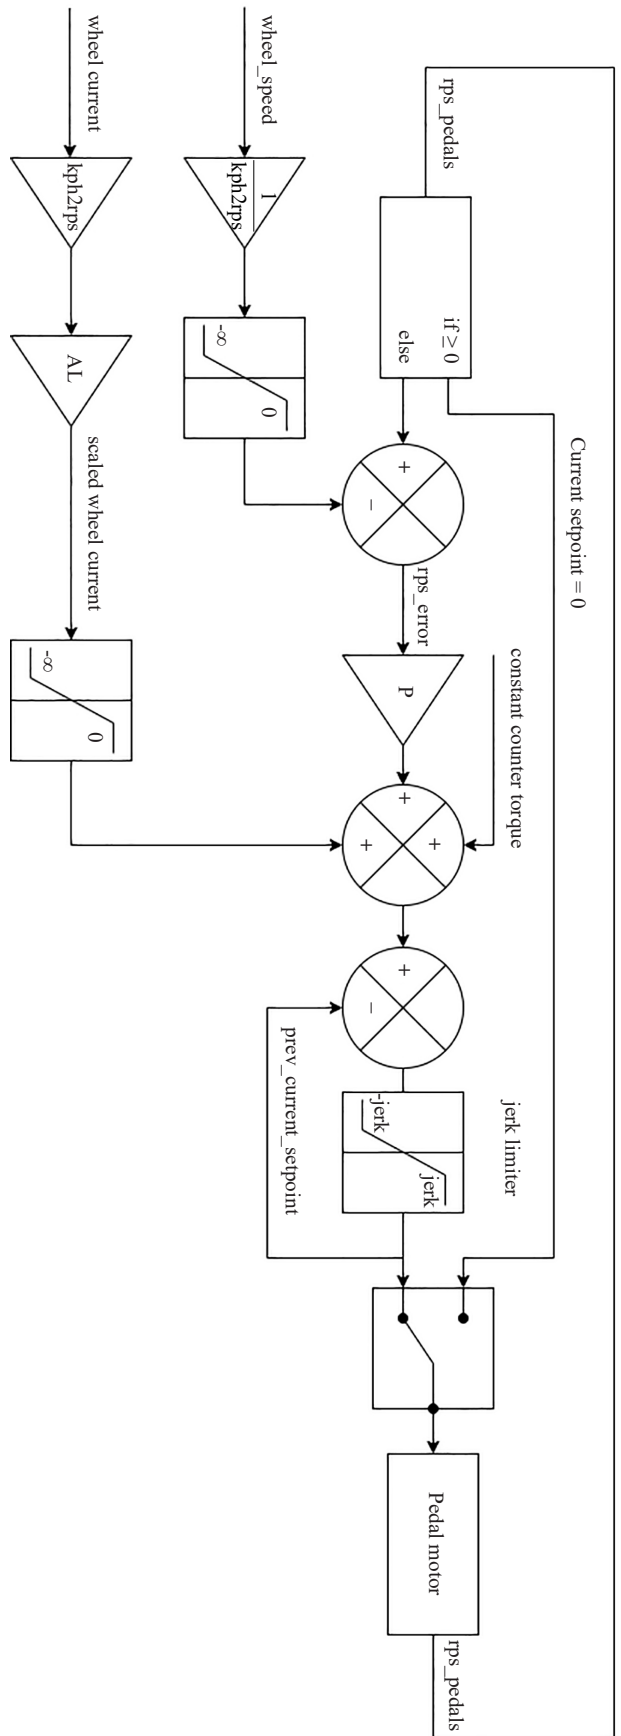 rps_pedals
if ≥ 0
else
Current setpoint = 0
+
−
rps_error
P
constant counter torque
+
+
+
+
−
jerk limiter
-jerk
jerk
prev_current_setpoint
Pedal motor
rps_pedals
wheel_speed
1
kph2rps
-∞
0
wheel current
kph2rps
AL
scaled wheel current
-∞
0